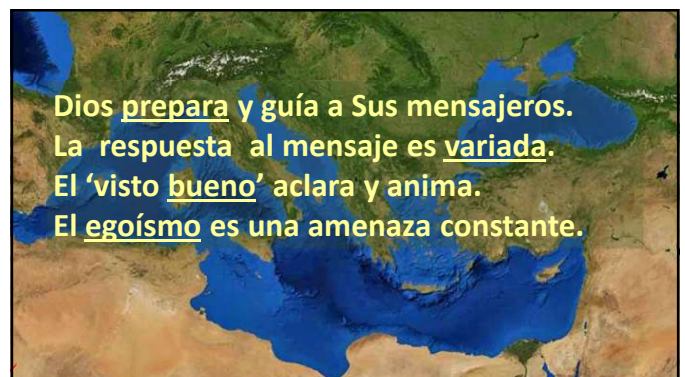 Dios prepara y guía a Sus mensajeros.
La respuesta al mensaje es variada.
El ‘visto bueno’ aclara y anima.
El egoísmo es una amenaza constante.